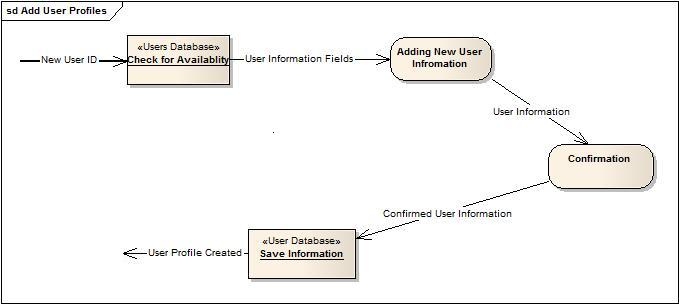 sd Add User Profiles
New User ID
«Users Database»
Check for Availablity
User Information Fields
Adding New User
Infromation
User Information
Confirmation
Confirmed User Information
«User Database»
Save Information
User Profile Created